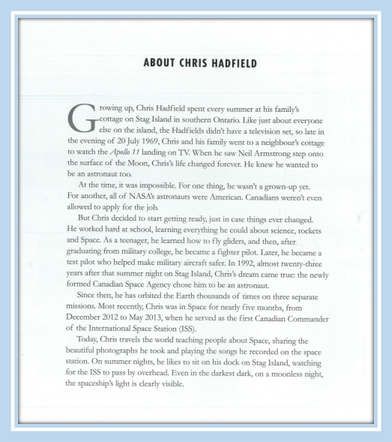 ABOUT CHRIS HADFIELD
Growing up, Chris Hadfield spent every summer at his family's
cottage on Stag Island in southern Ontario. Like just about everyone
else on the island, the Hadfields didn't have a television set, so late in
the evening of 20 July 1969, Chris and his family went to a neighbour's cottage
to watch the Apollo 11 landing on TV. When he saw Neil Armstrong step onto
the surface of the Moon, Chris's life changed forever. He knew he wanted to
be an astronaut too.
At the time, it was impossible. For one thing, he wasn't a grown-up yet.
For another, all of NASA's astronauts were American. Canadians weren't even
allowed to apply for the job.
But Chris decided to start getting ready, just in case things ever changed.
He worked hard at school, learning everything he could about science, rockets
and Space. As a teenager, he learned how to fly gliders, and then, after
graduating from military college, he became a fighter pilot. Later, he became a
test pilot who helped make military aircraft safer. In 1992, almost twenty-three
years after that summer night on Stag Island, Chris's dream came true: the newly
formed Canadian Space Agency chose him to be an astronaut.
Since then, he has orbited the Earth thousands of times on three separate
missions. Most recently, Chris was in Space for nearly five months, from
December 2012 to May 2013, when he served as the first Canadian Commander
of the International Space Station (ISS).
Today, Chris travels the world teaching people about Space, sharing the
beautiful photographs he took and playing the songs he recorded on the space
station. On summer nights, he likes to sit on his dock on Stag Island, watching
for the ISS to pass by overhead. Even in the darkest dark, on a moonless night,
the spaceship's light is clearly visible.